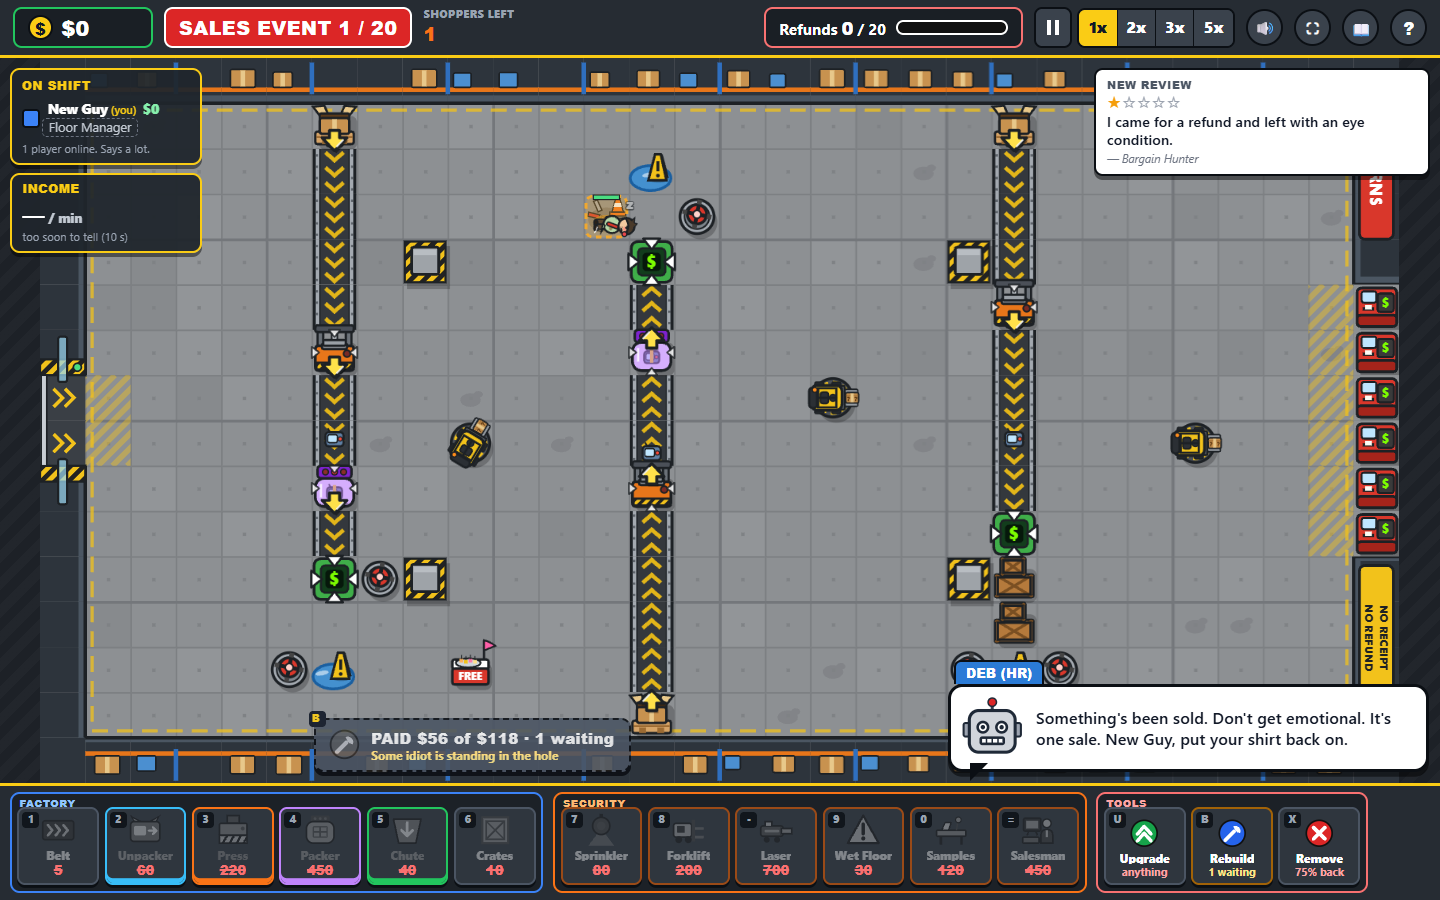 $ $0
SALES EVENT 1 / 20
SHOPPERS LEFT
1
Refunds 0 / 20
1x
2x
3x
5x
?
ON SHIFT
New Guy (you) $0
Floor Manager
1 player online. Says a lot.
INCOME
— / min
too soon to tell (10 s)
NEW REVIEW
I came for a refund and left with an eye
condition.
— Bargain Hunter
RNS
NO RECEIPT
NO REFUND
z
$
$
$
$
$
$
$
$
$
FREE
DEB (HR)
Something's been sold. Don't get emotional. It's
one sale. New Guy, put your shirt back on.
B
PAID $56 of $118 · 1 waiting
Some idiot is standing in the hole
FACTORY
1
Belt
5
2
Unpacker
60
3
Press
220
4
Packer
450
5
Chute
40
6
Crates
10
SECURITY
7
Sprinkler
80
8
Forklift
200
-
Laser
700
9
Wet Floor
30
0
Samples
120
=
Salesman
450
TOOLS
U
Upgrade
anything
B
Rebuild
1 waiting
X
Remove
75% back